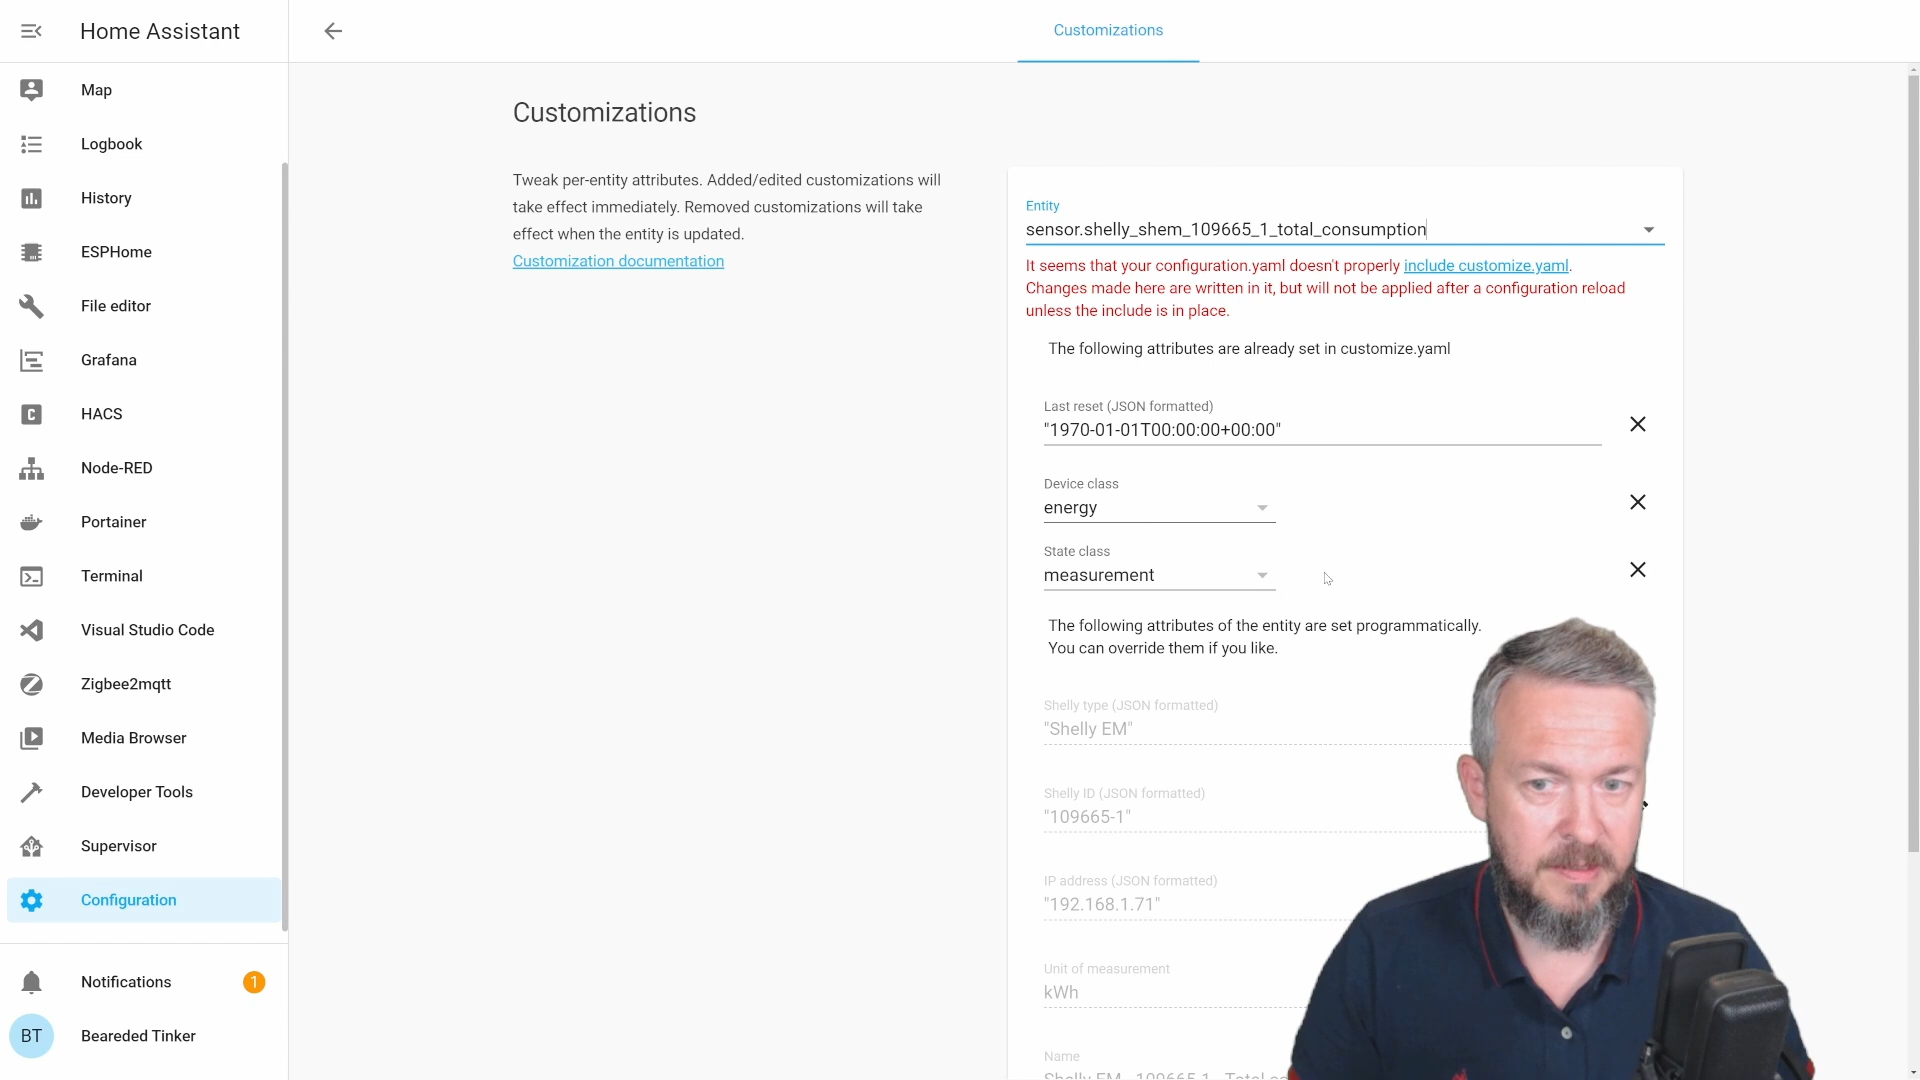 Home Assistant
Map
Logbook
History
ESPHome
File editor
Grafana
HACS
Node-RED
Portainer
Terminal
Visual Studio Code
Zigbee2mqtt
Media Browser
Developer Tools
Supervisor
Configuration
Notifications
1
BT
Bearded Tinker
Customizations
Customizations
Tweak per-entity attributes. Added/edited customizations will
take effect immediately. Removed customizations will take
effect when the entity is updated.
Customization documentation
Entity
sensor.shelly_shem_109665_1_total_consumption
It seems that your configuration.yaml doesn't properly include customize.yaml.
Changes made here are written in it, but will not be applied after a configuration reload
unless the include is in place.
The following attributes are already set in customize.yaml
Last reset (JSON formatted)
"1970-01-01T00:00:00+00:00"
Device class
energy
State class
measurement
The following attributes of the entity are set programmatically.
You can override them if you like.
Shelly type (JSON formatted)
"Shelly EM"
Shelly ID (JSON formatted)
"109665-1"
IP address (JSON formatted)
"192.168.1.71"
Unit of measurement
kWh
Name
Shelly EM - 109665-1 - Total